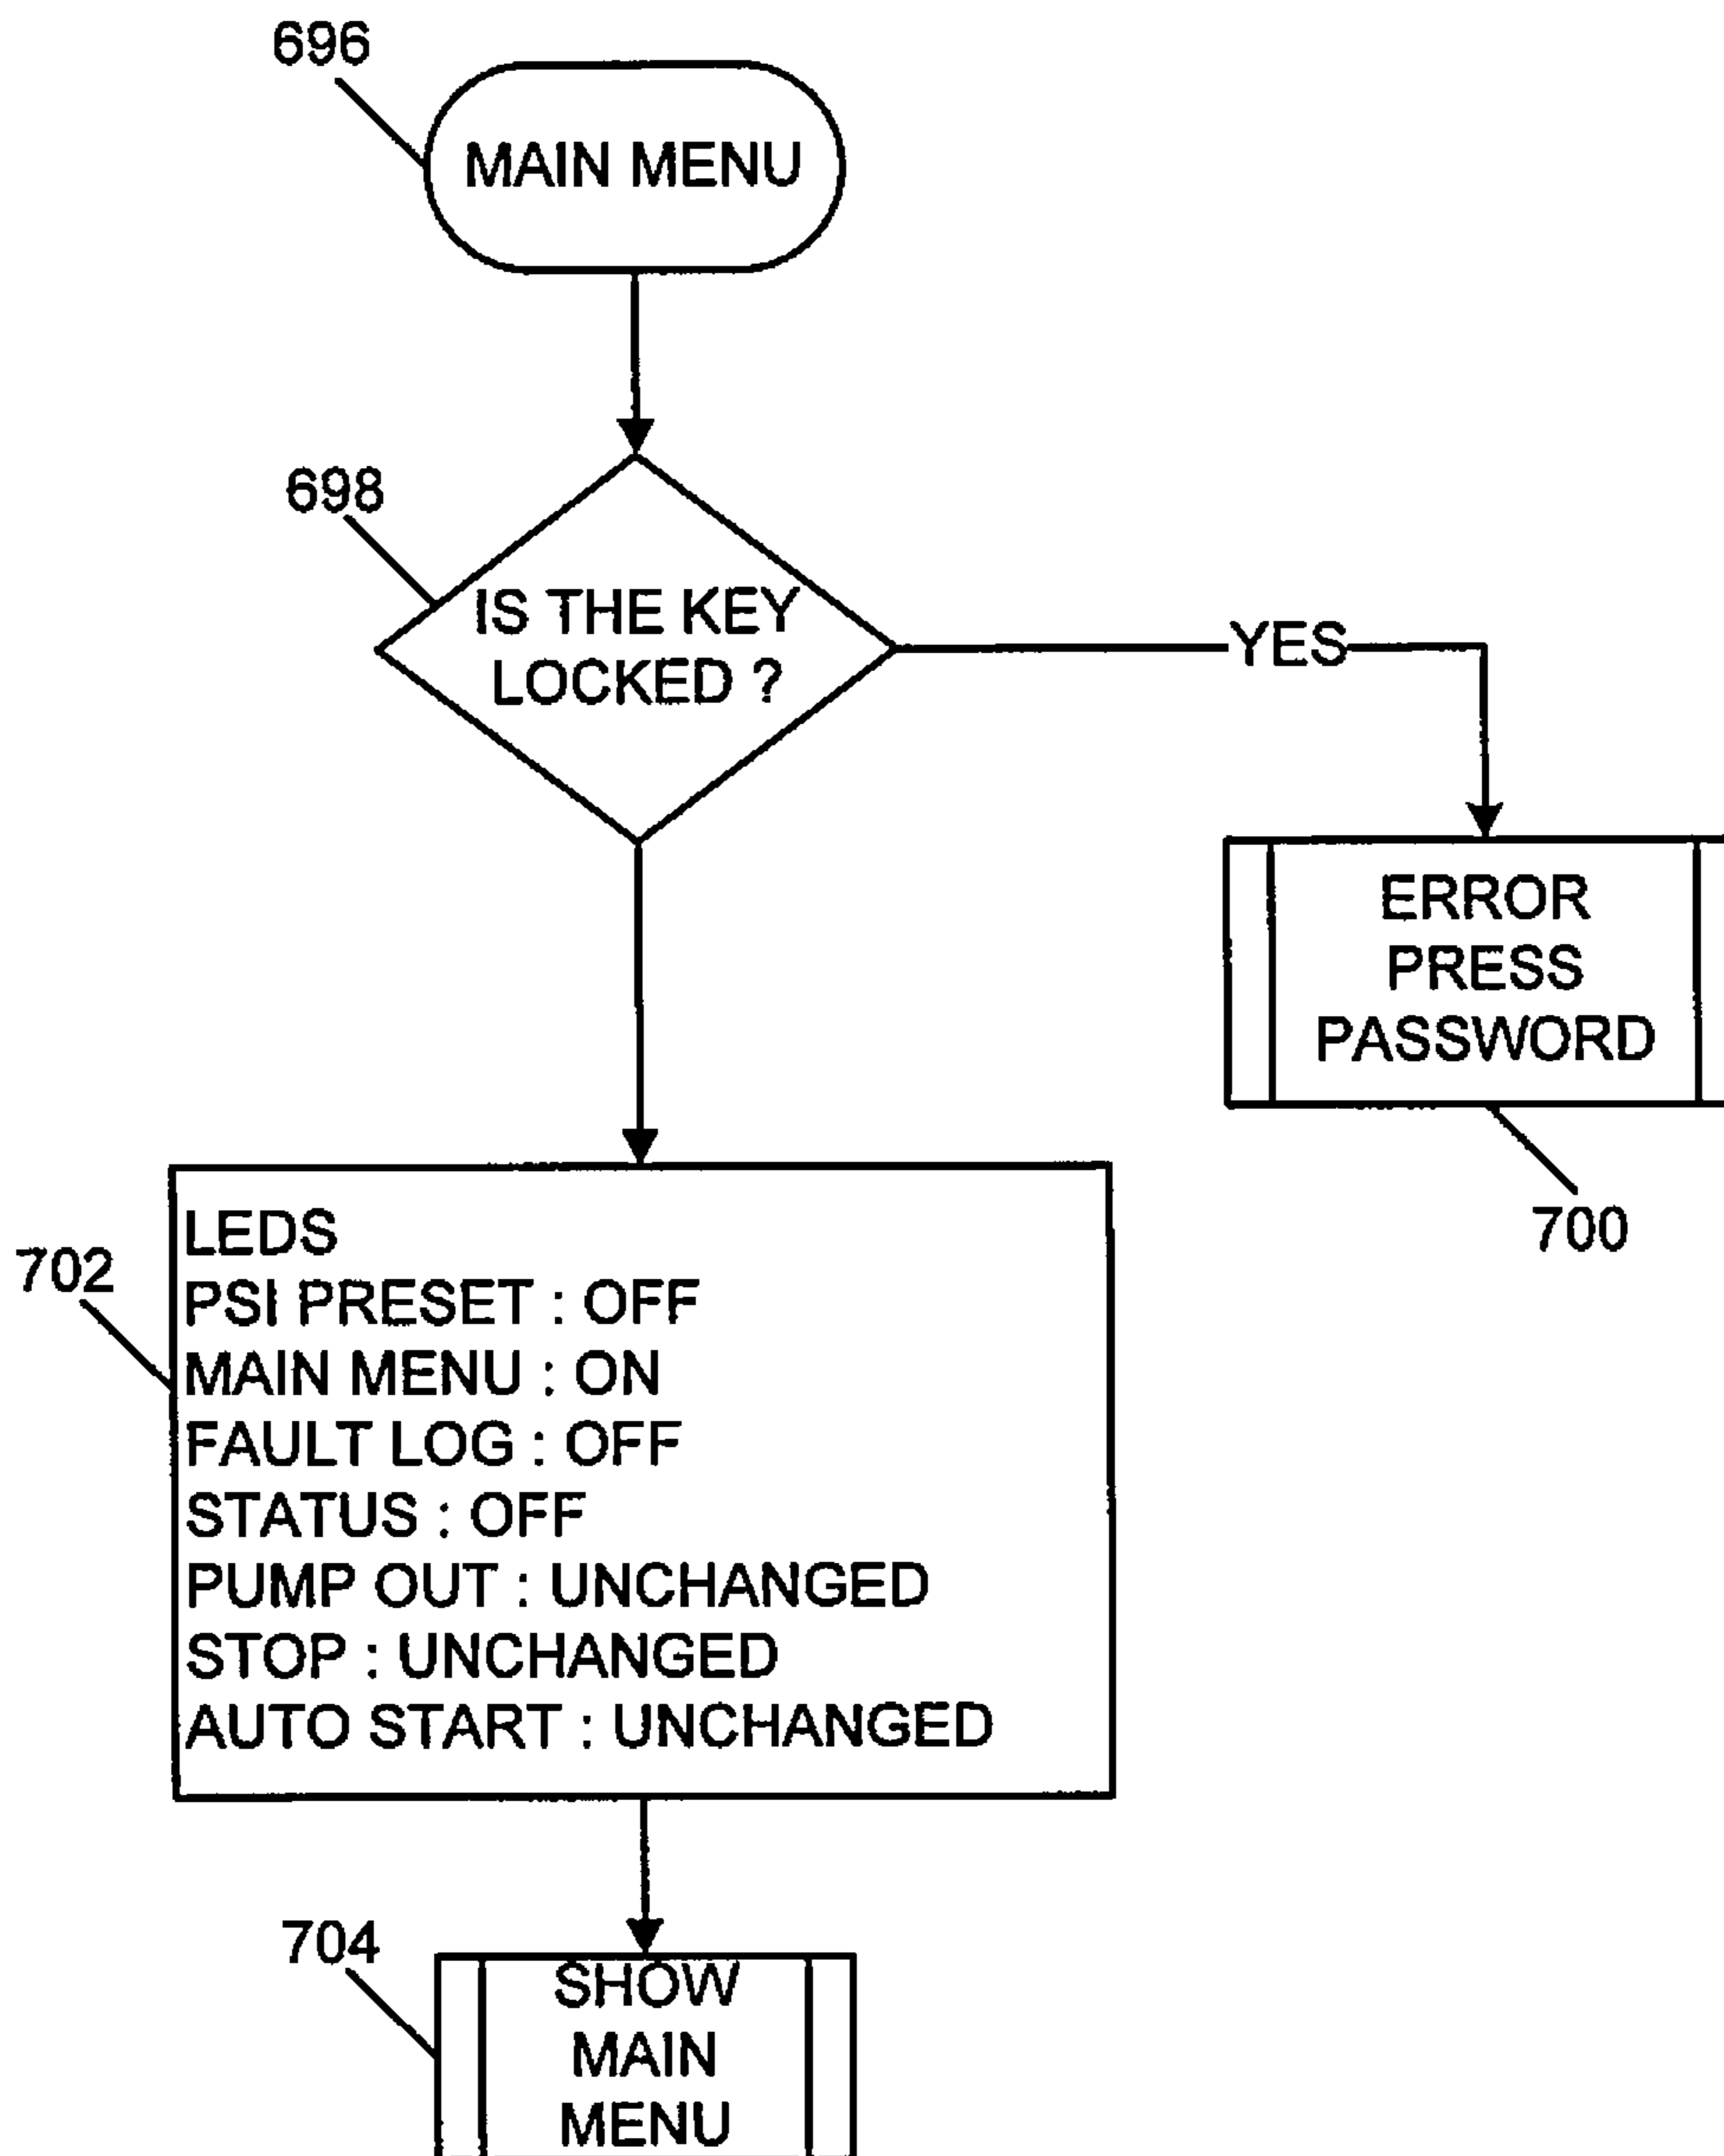 696
MAIN MENU
698
IS THE KEY
LOCKED ?
YES
ERROR
PRESS
PASSWORD
700
702
LEDS
PSI PRESET : OFF
MAIN MENU : ON
FAULT LOG : OFF
STATUS : OFF
PUMP OUT : UNCHANGED
STOP : UNCHANGED
AUTO START : UNCHANGED
704
SHOW
MAIN
MENU